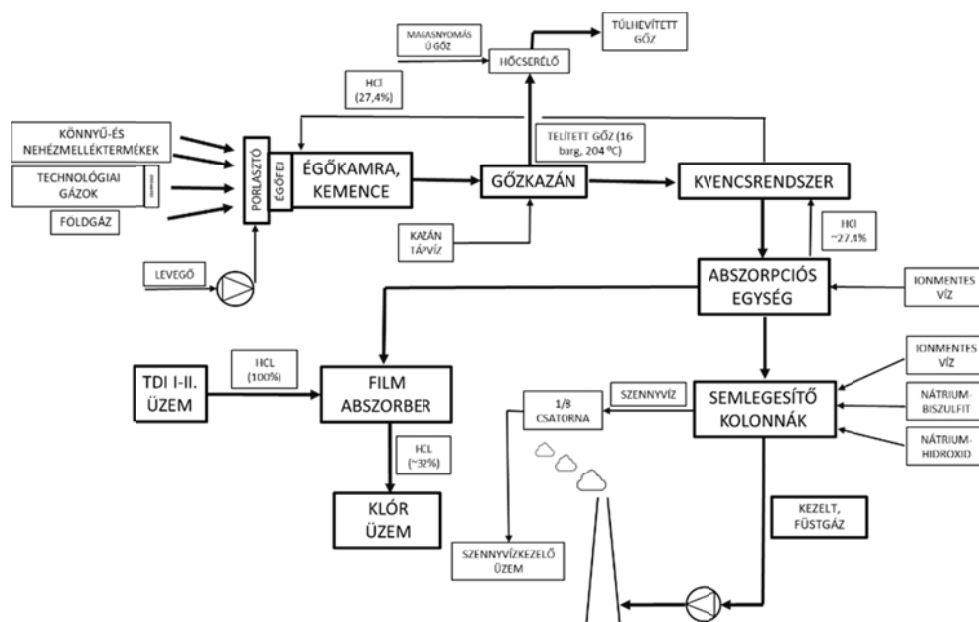 MAGASNYOMÁS
Ú GŐZ
TÚLHEVÍTETT
GŐZ
HŐCSERÉLŐ
HCl
(27,4%)
KÖNNYŰ-ÉS
NEHÉZMELLÉKTERMÉKEK
TECHNOLÓGIAI
GÁZOK
FÖLDGÁZ
PORLASZTÓ
ÉGŐFEJ
ÉGŐKAMRA,
KEMENCE
TELÍTETT GŐZ (16
barg, 204 °C)
GŐZKAZÁN
KVENCSRENDSZER
KAZÁN
TÁPVÍZ
HCl
~27,4%
LEVEGŐ
ABSZORPCIÓS
EGYSÉG
IONMENTES
VÍZ
TDI I-II.
ÜZEM
HCL
(100%)
FILM
ABSZORBER
1/B
CSATORNA
SZENNYVÍZ
SEMLEGESÍTŐ
KOLONNÁK
IONMENTES
VÍZ
NÁTRIUM-
BISZULFIT
NÁTRIUM-
HIDROXID
HCL
(~32%)
KLÓR
ÜZEM
SZENNYVÍZKEZELŐ
ÜZEM
KEZELT,
FÜSTGÁZ